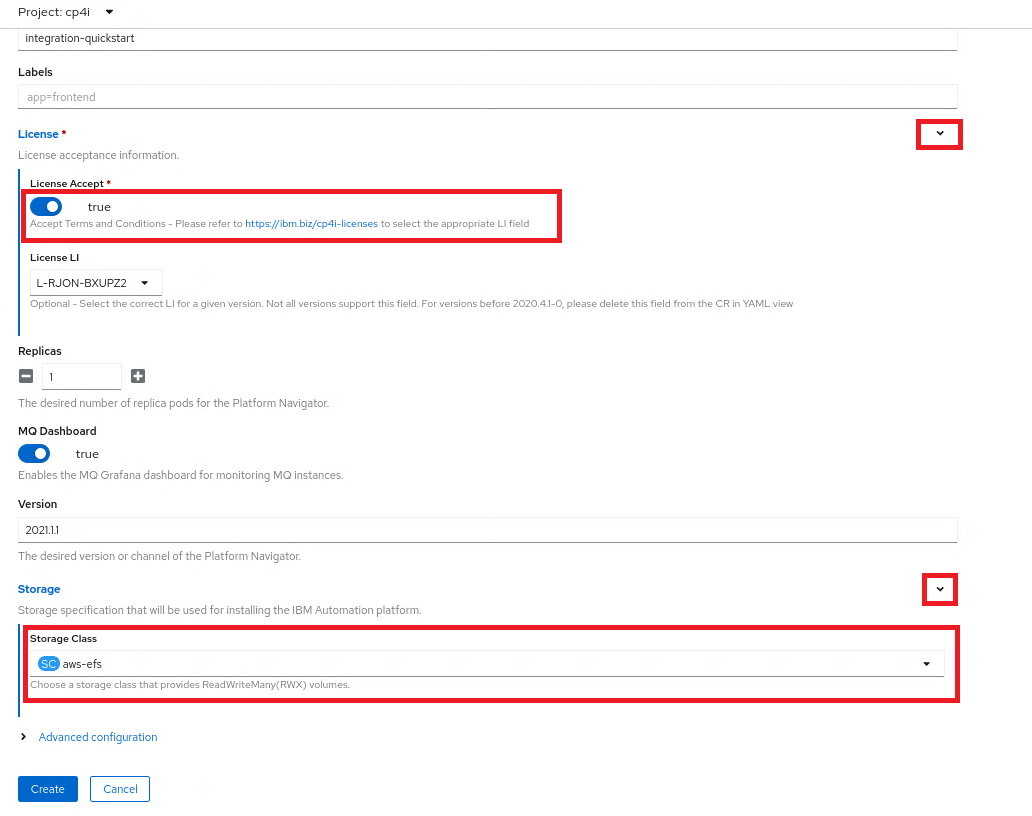 Project: cp4i
integration-quickstart
Labels
app=frontend
License *
License acceptance information.
License Accept *
true
Accept Terms and Conditions - Please refer to https://ibm.biz/cp4i-licenses to select the appropriate LI field
License LI
L-RJON-BXUPZ2
Optional - Select the correct LI for a given version. Not all versions support this field. For versions before 2020.4.1-0, please delete this field from the CR in YAML view
Replicas
1
The desired number of replica pods for the Platform Navigator.
MQ Dashboard
true
Enables the MQ Grafana dashboard for monitoring MQ instances.
Version
2021.1.1
The desired version or channel of the Platform Navigator.
Storage
Storage specification that will be used for installing the IBM Automation platform.
Storage Class
SC aws-efs
Choose a storage class that provides ReadWriteMany(RWX) volumes.
Advanced configuration
Create Cancel